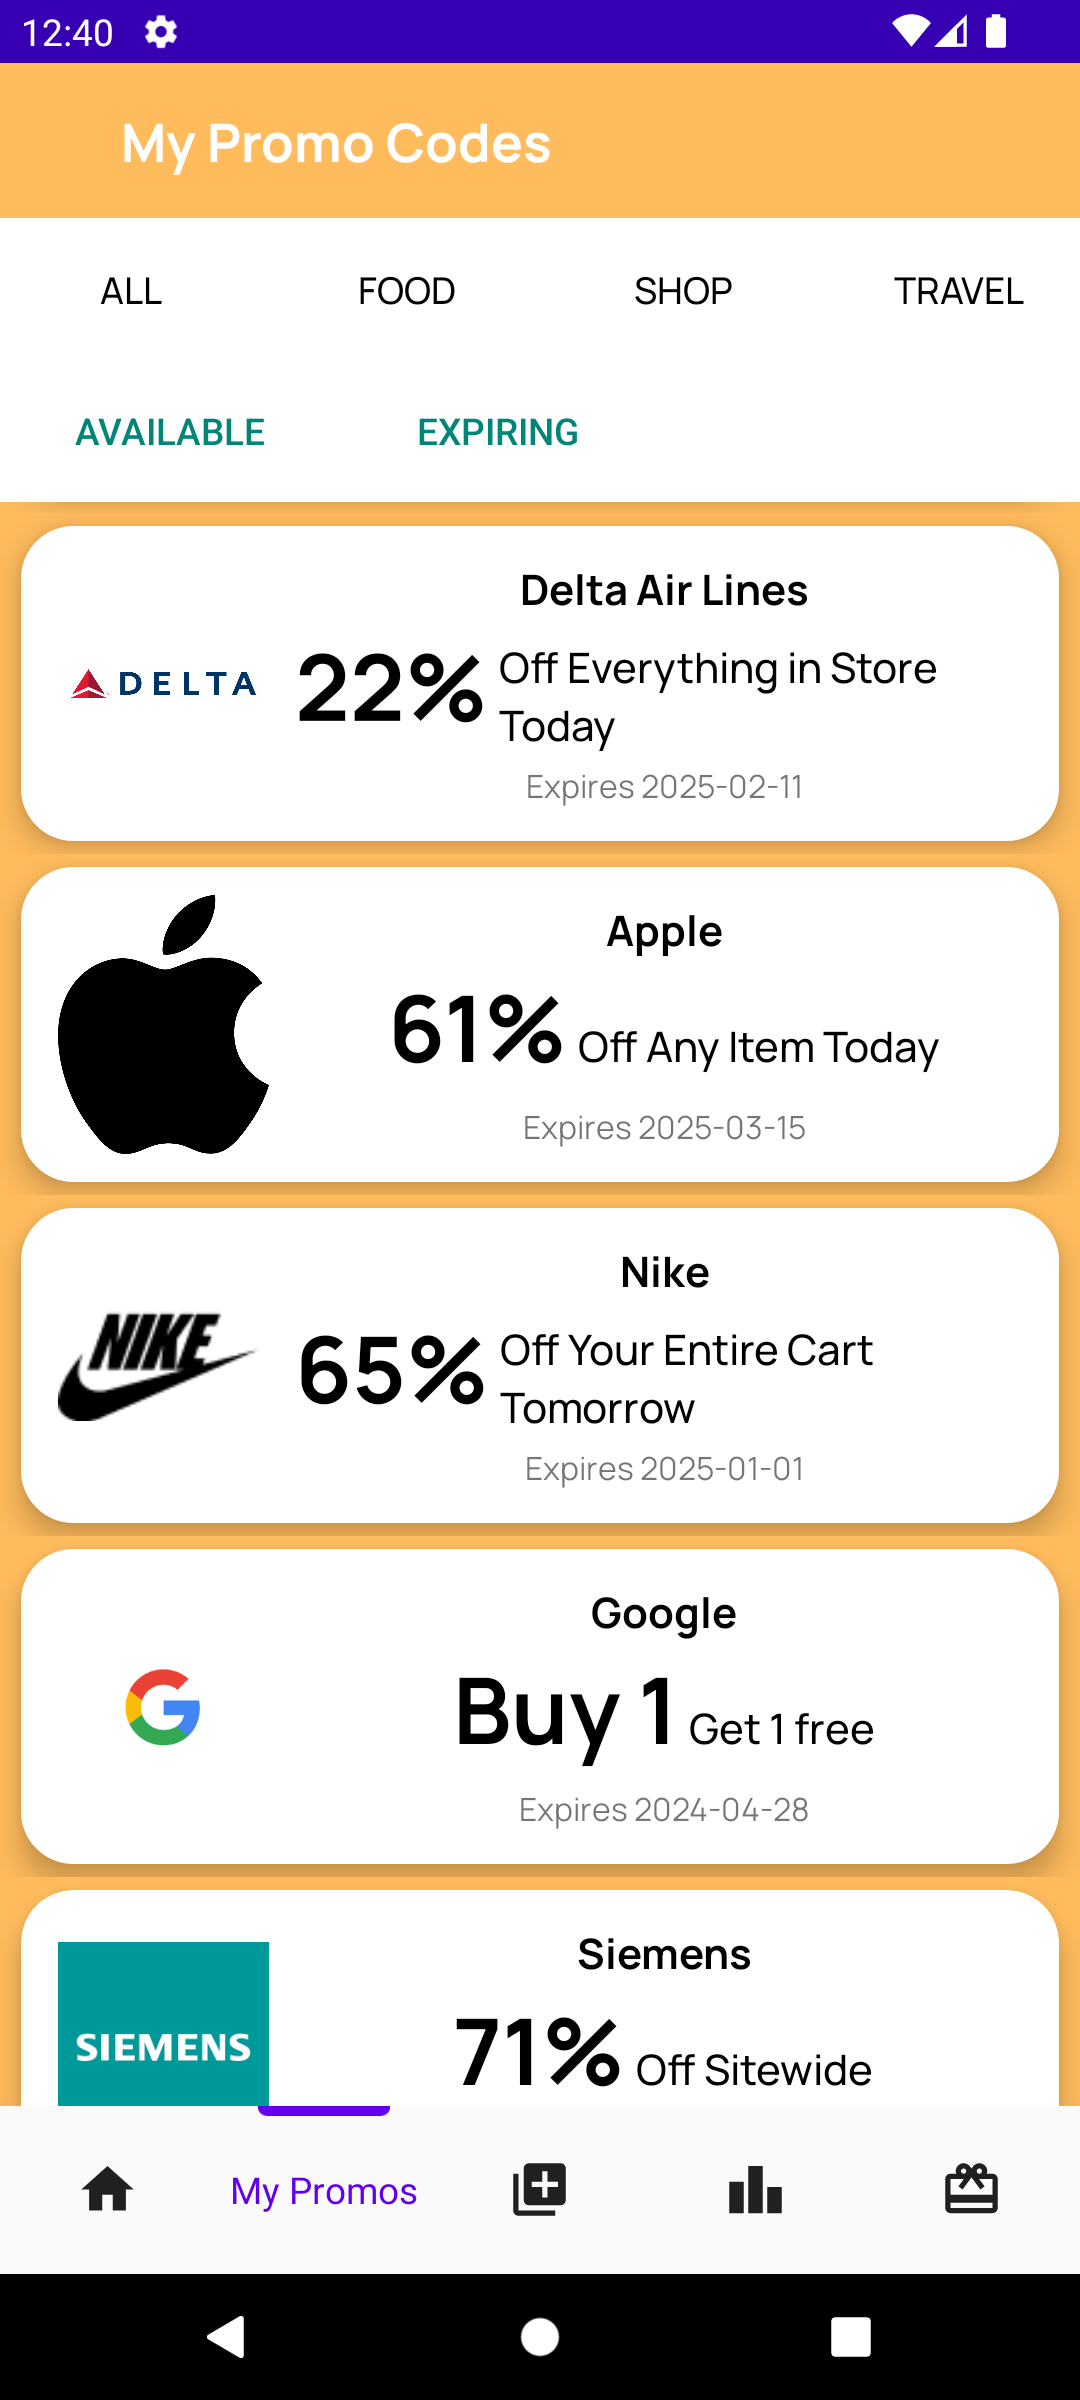 12:40
My Promo Codes
ALL FOOD SHOP TRAVEL
AVAILABLE EXPIRING
Delta Air Lines
DELTA
22% Off Everything in Store
Today
Expires 2025-02-11
Apple
61% Off Any Item Today
Expires 2025-03-15
Nike
NIKE
65% Off Your Entire Cart
Tomorrow
Expires 2025-01-01
Google
G
Buy 1 Get 1 free
Expires 2024-04-28
Siemens
SIEMENS
71% Off Sitewide
My Promos